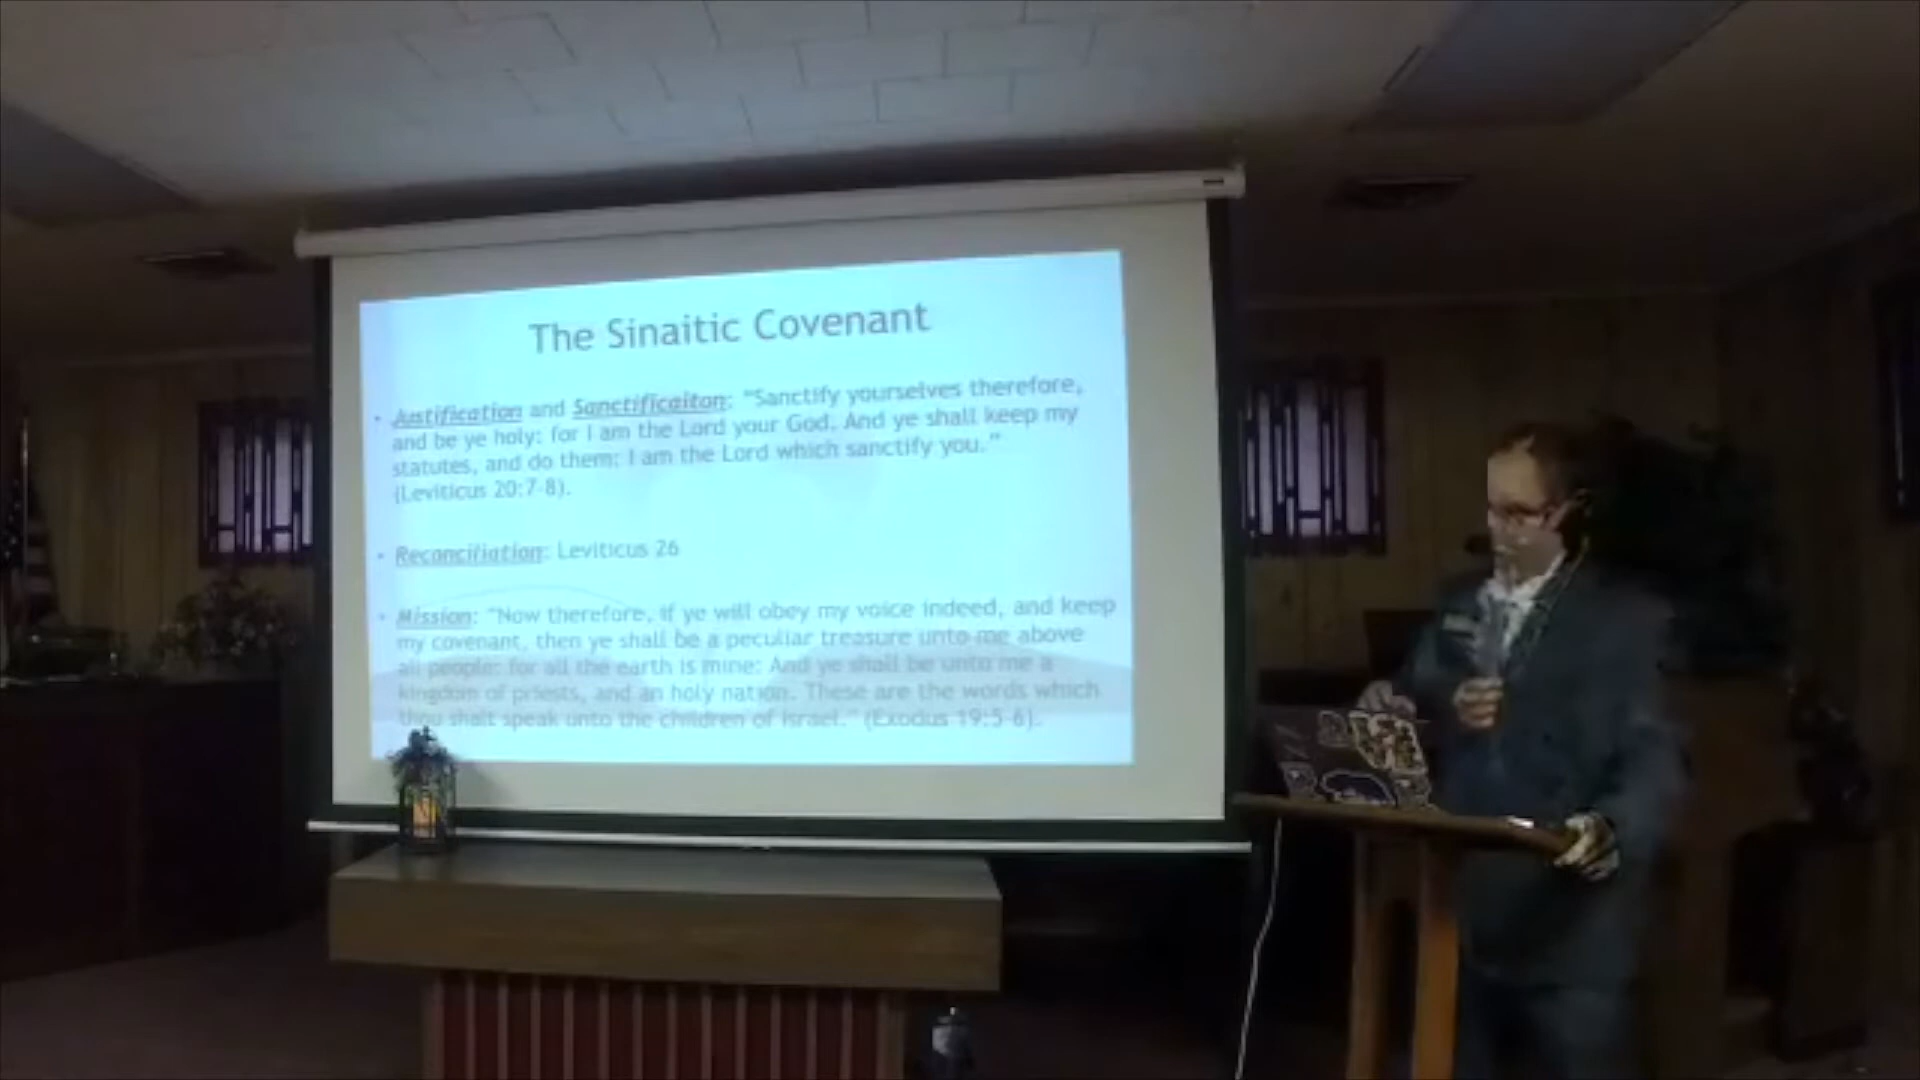 The Sinaitic Covenant
• Justification and Sanctificaiton: "Sanctify yourselves therefore,
and be ye holy: for I am the Lord your God. And ye shall keep my
statutes, and do them: I am the Lord which sanctify you."
(Leviticus 20:7-8).
• Reconciliation: Leviticus 26
• Mission: "Now therefore, if ye will obey my voice indeed, and keep
my covenant, then ye shall be a peculiar treasure unto me above
all people: for all the earth is mine: And ye shall be unto me a
kingdom of priests, and an holy nation. These are the words which
thou shalt speak unto the children of Israel." (Exodus 19:5-6).